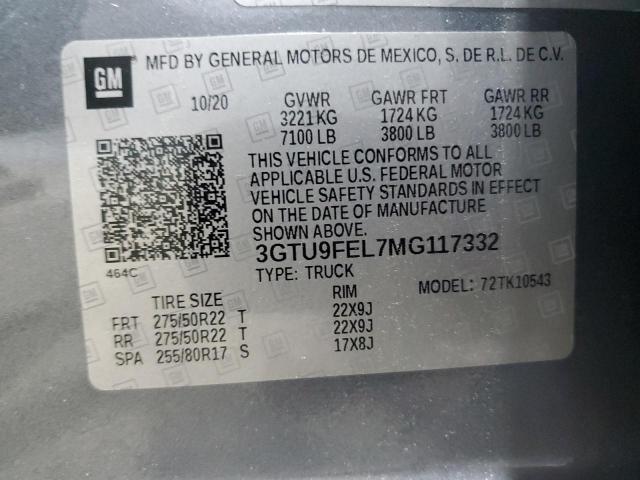 GM MFD BY GENERAL MOTORS DE MEXICO, S. DE R.L. DE C.V.
10/20 GVWR GAWR FRT GAWR RR
3221 KG 1724 KG 1724 KG
7100 LB 3800 LB 3800 LB
THIS VEHICLE CONFORMS TO ALL
APPLICABLE U.S. FEDERAL MOTOR
VEHICLE SAFETY STANDARDS IN EFFECT
ON THE DATE OF MANUFACTURE
SHOWN ABOVE.
3GTU9FEL7MG117332
464C
TYPE: TRUCK MODEL: 72TK10543
TIRE SIZE RIM
FRT 275/50R22 T 22X9J
RR 275/50R22 T 22X9J
SPA 255/80R17 S 17X8J